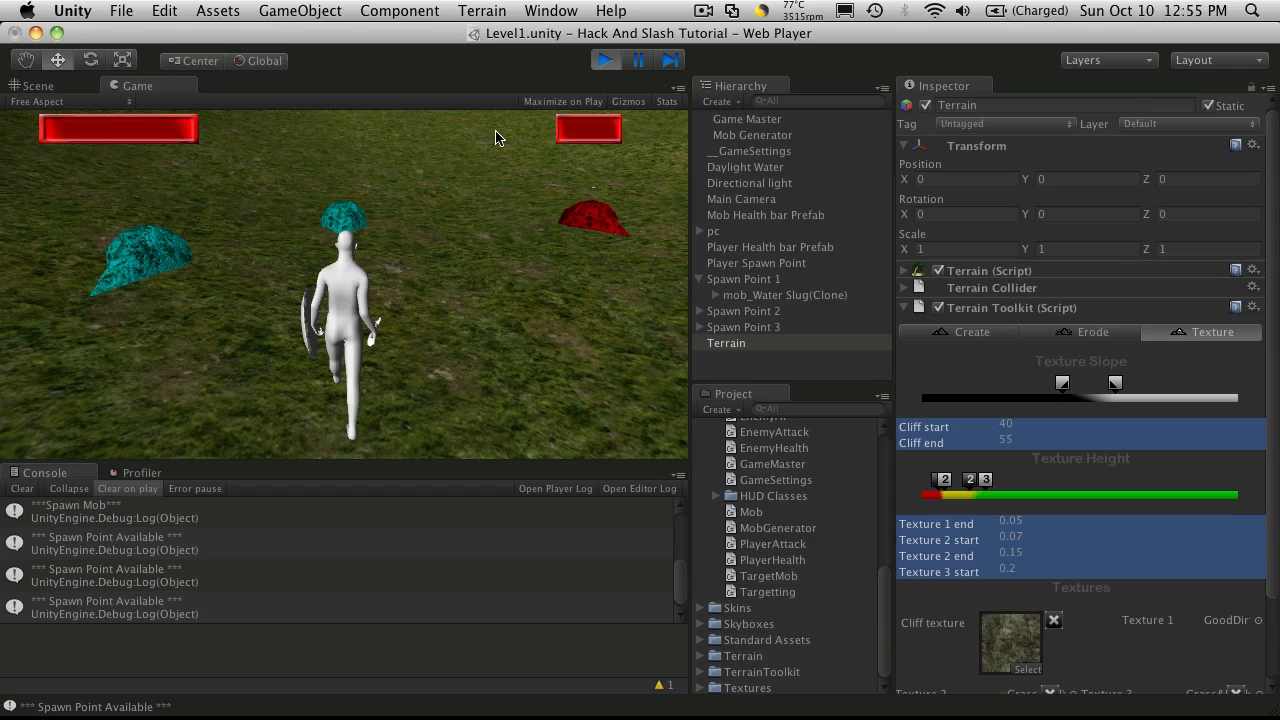 Unity File Edit Assets GameObject Component Terrain Window Help 77°C 3515rpm (Charged) Sun Oct 10 12:55 PM
Level1.unity - Hack And Slash Tutorial - Web Player
Center Global Layers Layout
Scene Game
Free Aspect Maximize on Play Gizmos Stats
Hierarchy
Create All
Game Master
Mob Generator
__GameSettings
Daylight Water
Directional light
Main Camera
Mob Health bar Prefab
pc
Player Health bar Prefab
Player Spawn Point
Spawn Point 1
mob_Water Slug(Clone)
Spawn Point 2
Spawn Point 3
Terrain
Project
Create All
EnemyAttack
EnemyHealth
GameMaster
GameSettings
HUD Classes
Mob
MobGenerator
PlayerAttack
PlayerHealth
TargetMob
Targetting
Skins
Skyboxes
Standard Assets
Terrain
TerrainToolkit
Textures
Inspector
Terrain Static
Tag Untagged Layer Default
Transform
Position
X 0 Y 0 Z 0
Rotation
X 0 Y 0 Z 0
Scale
X 1 Y 1 Z 1
Terrain (Script)
Terrain Collider
Terrain Toolkit (Script)
Create Erode Texture
Texture Slope
Cliff start 40
Cliff end 55
Texture Height
2 2 3
Texture 1 end 0.05
Texture 2 start 0.07
Texture 2 end 0.15
Texture 3 start 0.2
Textures
Cliff texture Select Texture 1 GoodDir
Console Profiler
Clear Collapse Clear on play Error pause Open Player Log Open Editor Log
***Spawn Mob***
UnityEngine.Debug:Log(Object)
*** Spawn Point Available ***
UnityEngine.Debug:Log(Object)
*** Spawn Point Available ***
UnityEngine.Debug:Log(Object)
*** Spawn Point Available ***
UnityEngine.Debug:Log(Object)
1
*** Spawn Point Available ***